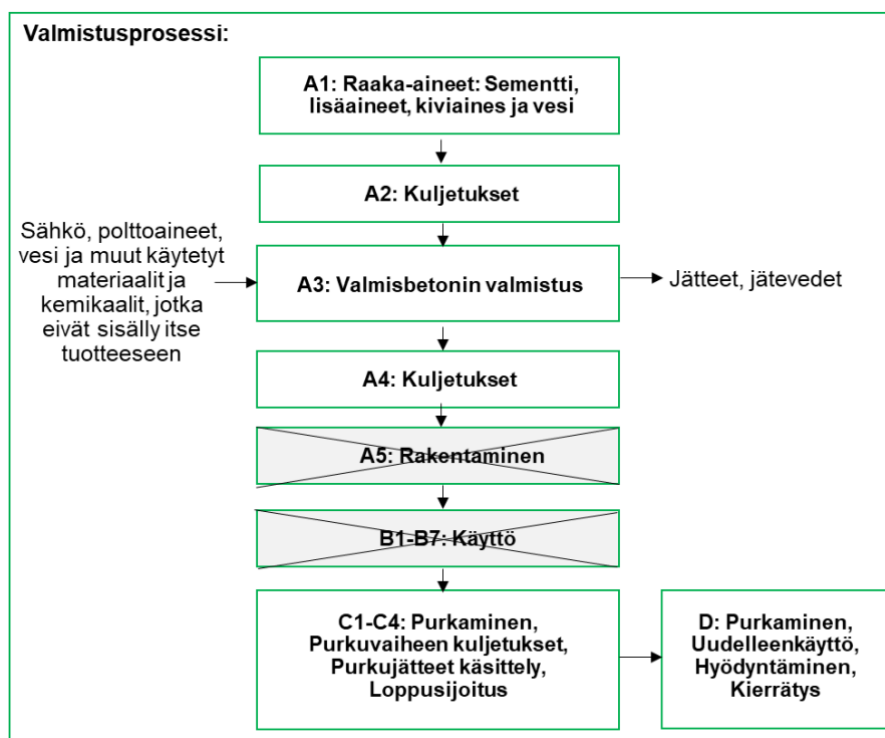 Valmistusprosessi:
A1: Raaka-aineet: Sementti,
lisäaineet, kiviaines ja vesi
A2: Kuljetukset
Sähkö, polttoaineet,
vesi ja muut käytetyt
materiaalit ja
kemikaalit, jotka
eivät sisälly itse
tuotteeseen
A3: Valmisbetonin valmistus
Jätteet, jätevedet
A4: Kuljetukset
A5: Rakentaminen
B1-B7: Käyttö
C1-C4: Purkaminen,
Purkuvaiheen kuljetukset,
Purkujätteet käsittely,
Loppusijoitus
D: Purkaminen,
Uudelleenkäyttö,
Hyödyntäminen,
Kierrätys